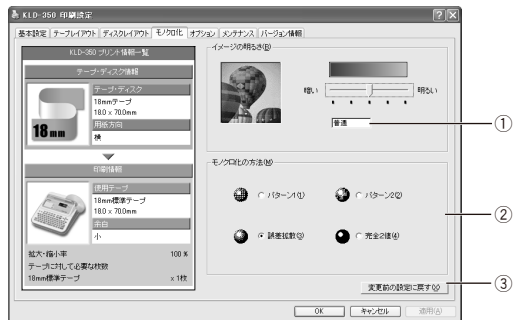 KLD-350 印刷設定
基本設定 テープレイアウト ディスクレイアウト モノクロ化 オプション メンテナンス バージョン情報
KLD-350 プリント情報一覧
テープ・ディスク情報
テープ・ディスク
18mmテープ
18.0 x 70.0mm
用紙方向
横
18mm
印刷情報
使用テープ
18mm標準テープ
18.0 x 70.0mm
余白
小
拡大・縮小率 100 %
テープに対して必要な枚数
18mm標準テープ x 1枚
イメージの明るさ(B)
暗い 明るい
普通
モノクロ化の方法(M)
パターン1(1) パターン2(2)
誤差拡散(3) 完全2値(4)
変更前の設定に戻す(X)
OK キャンセル 適用(A)
①
②
③